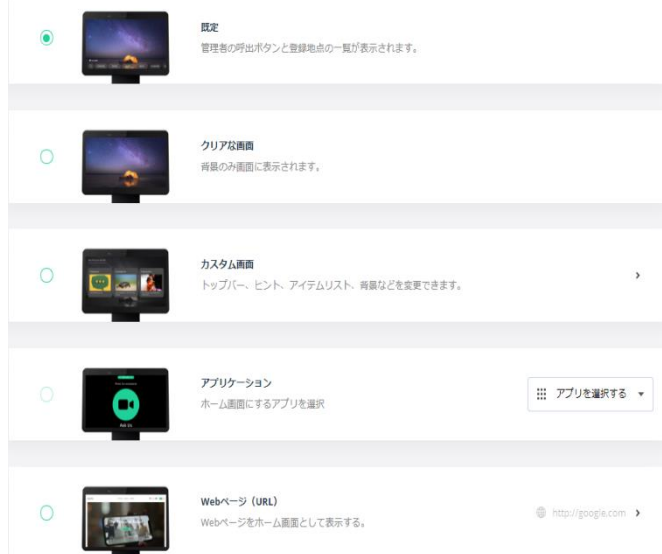 既定
管理者の呼出ボタンと登録地点の一覧が表示されます。
クリアな画面
背景のみ画面に表示されます。
カスタム画面
トップバー、ヒント、アイテムリスト、背景などを変更できます。
アプリケーション
ホーム画面にするアプリを選択
アプリを選択する
Webページ（URL）
Webページをホーム画面として表示する。
http://google.com